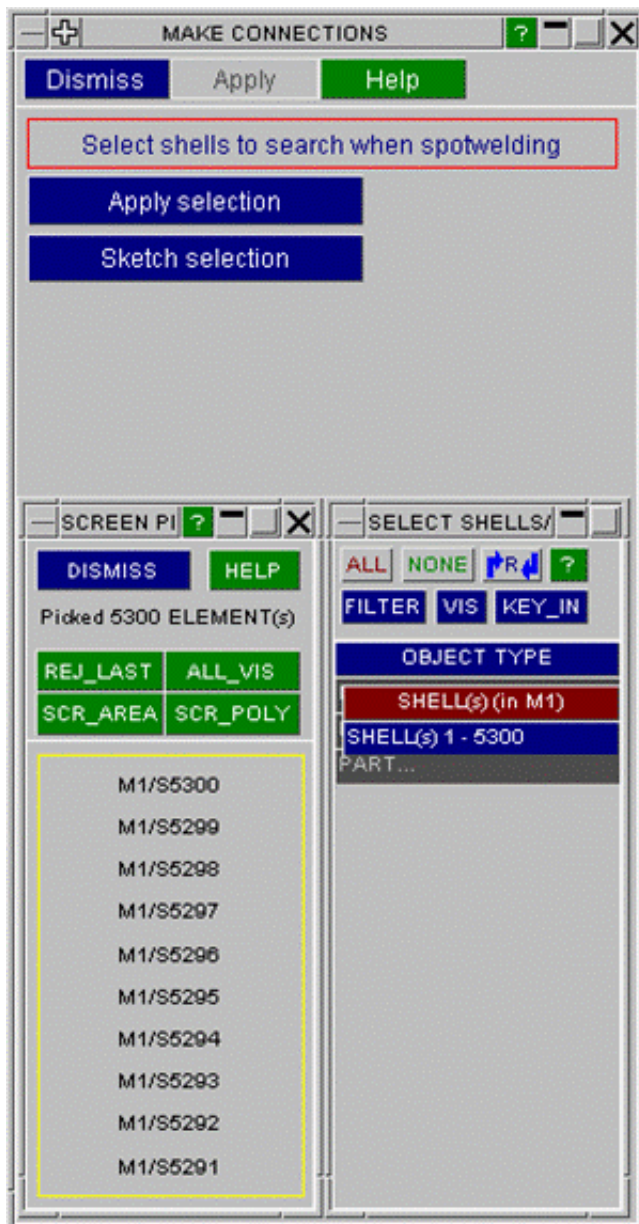 MAKE CONNECTIONS ?
Dismiss Apply Help
Select shells to search when spotwelding
Apply selection
Sketch selection
SCREEN PI ?
DISMISS HELP
Picked 5300 ELEMENT(s)
REJ_LAST ALL_VIS
SCR_AREA SCR_POLY
M1/S5300
M1/S5299
M1/S5298
M1/S5297
M1/S5296
M1/S5295
M1/S5294
M1/S5293
M1/S5292
M1/S5291
SELECT SHELLS/
ALL NONE R ?
FILTER VIS KEY_IN
OBJECT TYPE
SHELL(s) (in M1)
SHELL(s) 1 - 5300
PART...